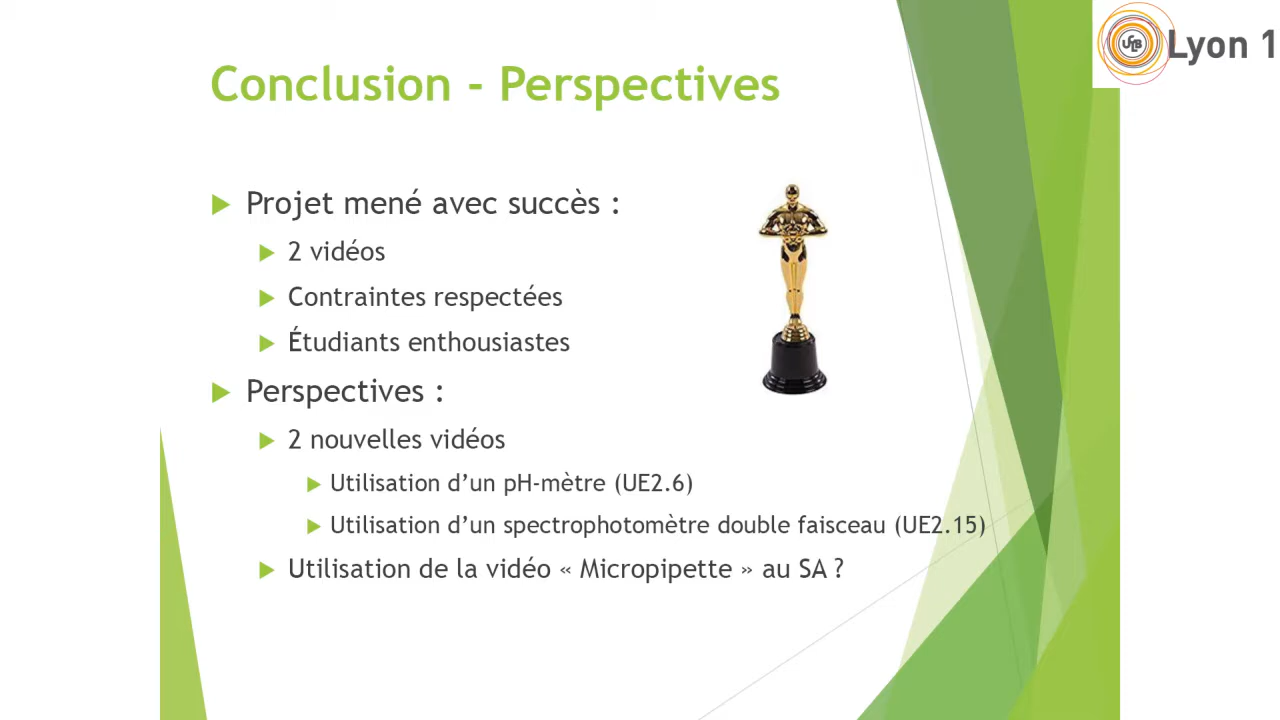 Lyon 1
Conclusion - Perspectives
Projet mené avec succès :
2 vidéos
Contraintes respectées
Étudiants enthousiastes
Perspectives :
2 nouvelles vidéos
Utilisation d’un pH-mètre (UE2.6)
Utilisation d’un spectrophotomètre double faisceau (UE2.15)
Utilisation de la vidéo « Micropipette » au SA ?